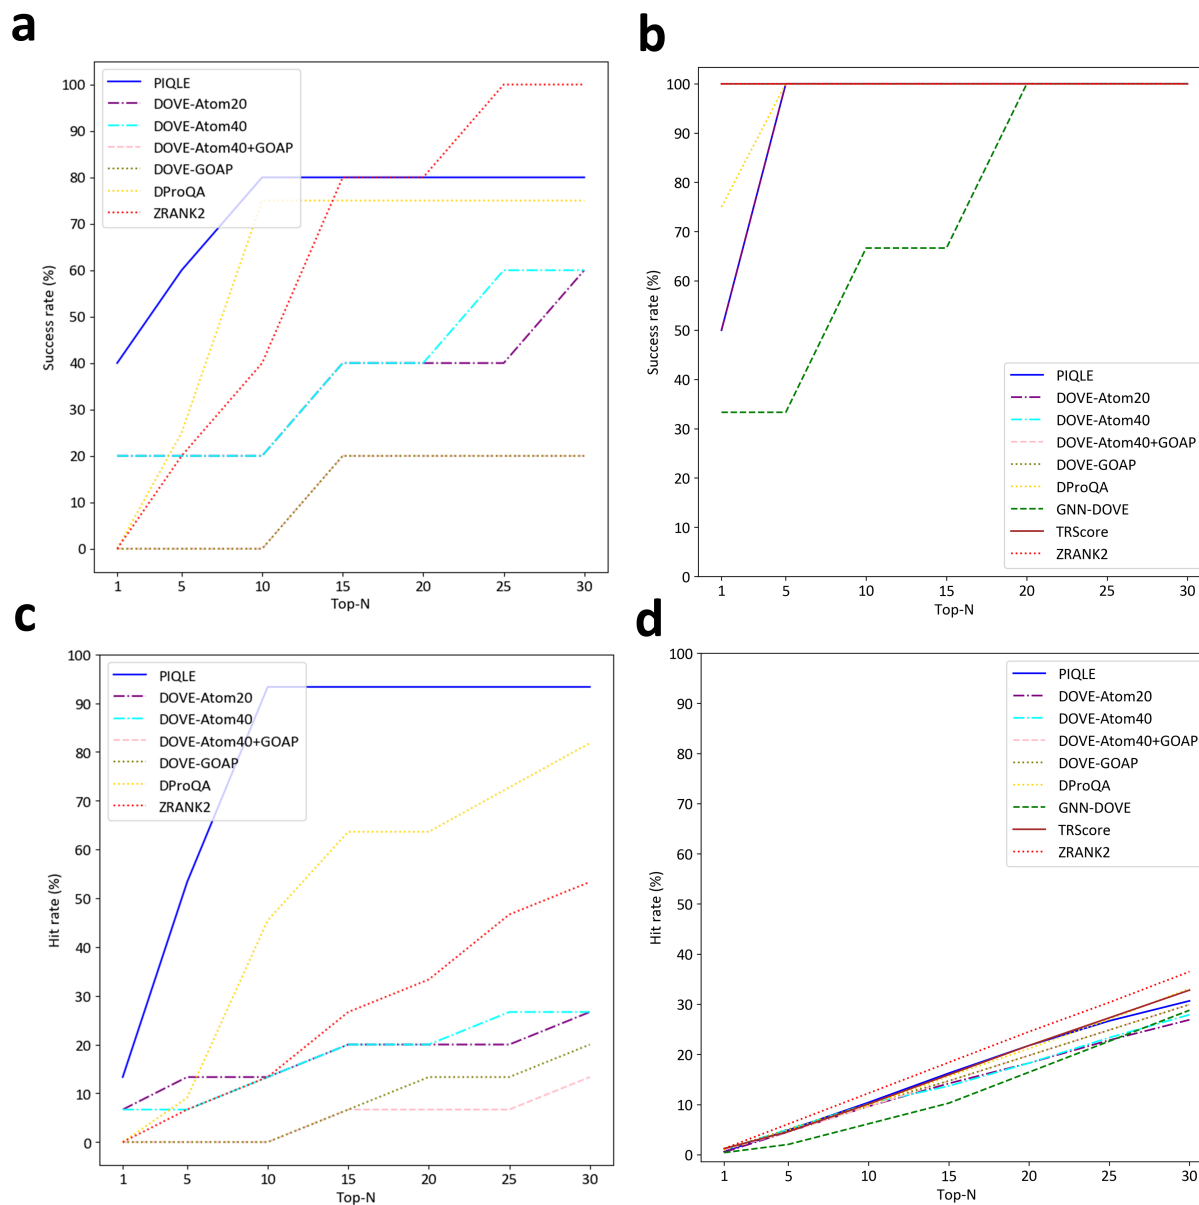 a
100
90
80
70
60
50
40
30
20
10
0
Success rate (%)
PIQLE
DOVE-Atom20
DOVE-Atom40
DOVE-Atom40+GOAP
DOVE-GOAP
DProQA
ZRANK2
1 5 10 15 20 25 30
Top-N
b
100
90
80
70
60
50
40
30
20
10
0
Success rate (%)
PIQLE
DOVE-Atom20
DOVE-Atom40
DOVE-Atom40+GOAP
DOVE-GOAP
DProQA
GNN-DOVE
TRScore
ZRANK2
1 5 10 15 20 25 30
Top-N
c
100
90
80
70
60
50
40
30
20
10
0
Hit rate (%)
PIQLE
DOVE-Atom20
DOVE-Atom40
DOVE-Atom40+GOAP
DOVE-GOAP
DProQA
ZRANK2
1 5 10 15 20 25 30
Top-N
d
100
90
80
70
60
50
40
30
20
10
0
Hit rate (%)
PIQLE
DOVE-Atom20
DOVE-Atom40
DOVE-Atom40+GOAP
DOVE-GOAP
DProQA
GNN-DOVE
TRScore
ZRANK2
1 5 10 15 20 25 30
Top-N